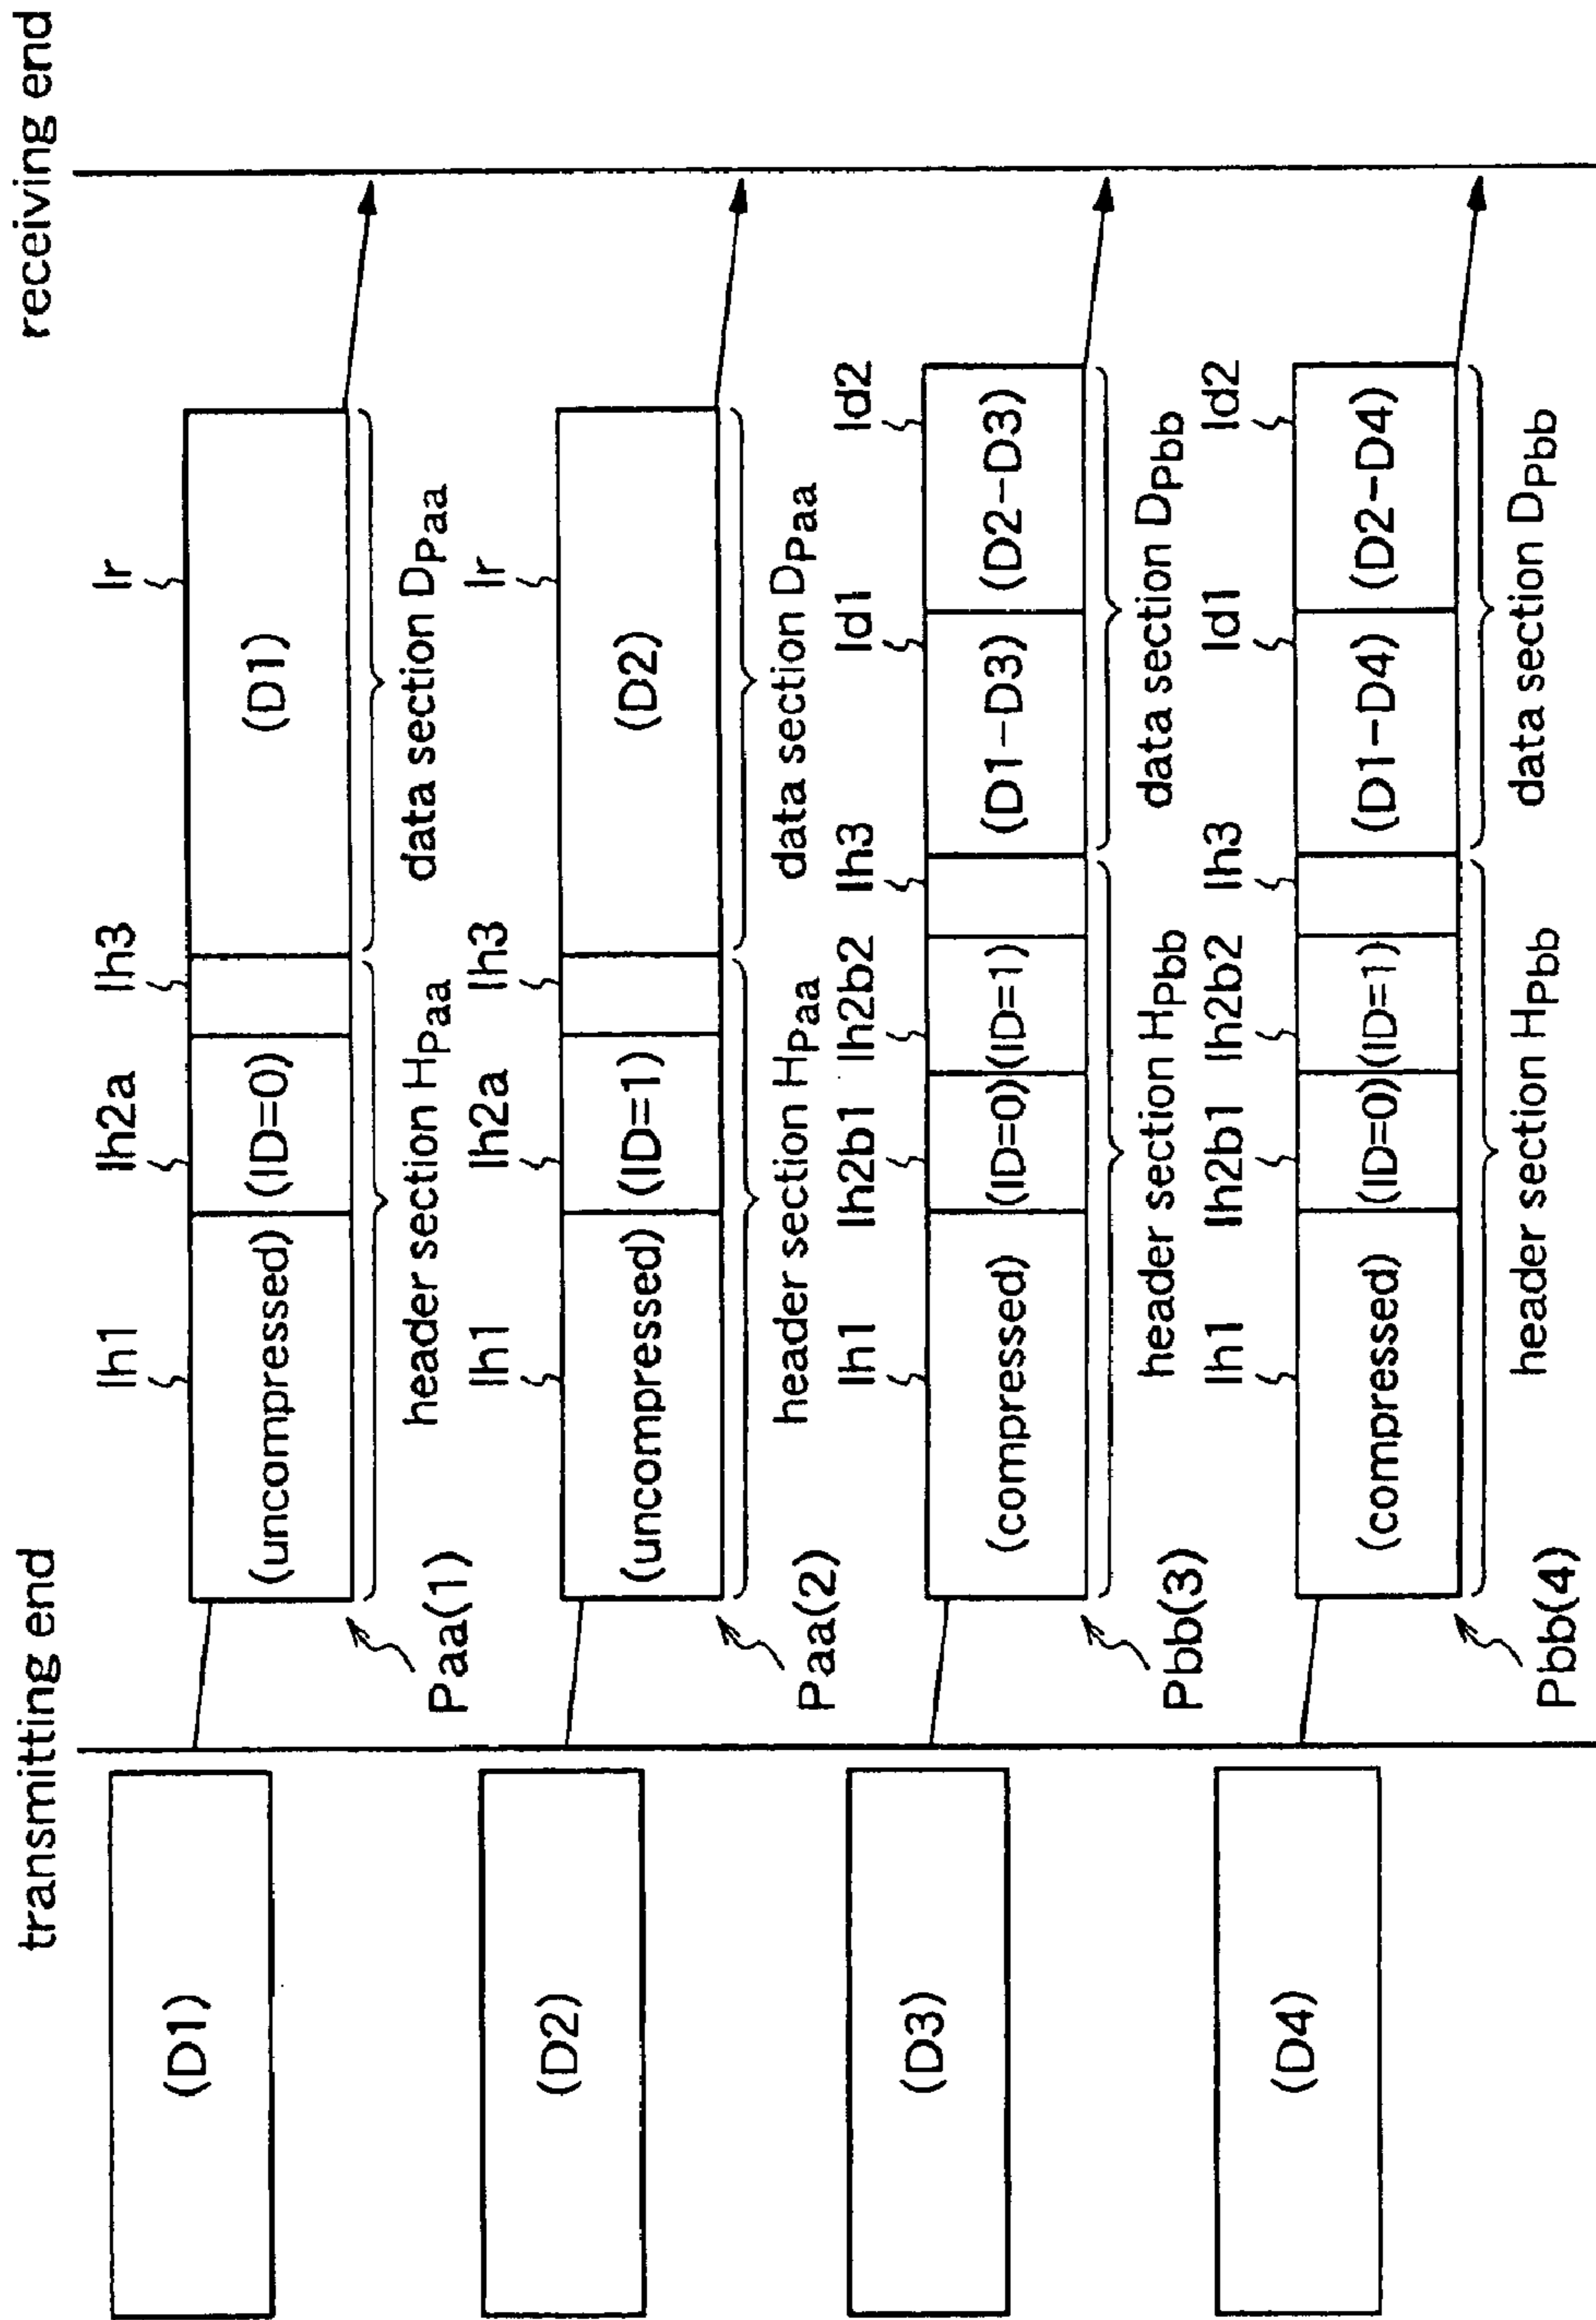 transmitting end receiving end
(D1)
Ih1 Ih2a Ih3 Ir
(uncompressed) (ID=0) (D1)
header section HPaa data section DPaa
Paa(1)
(D2)
Ih1 Ih2a Ih3 Ir
(uncompressed) (ID=1) (D2)
header section HPaa data section DPaa
Paa(2)
(D3)
Ih1 Ih2b1 Ih2b2 Ih3 Id1 Id2
(compressed) (ID=0) (ID=1) (D1-D3) (D2-D3)
header section HPbb data section DPbb
Pbb(3)
(D4)
Ih1 Ih2b1 Ih2b2 Ih3 Id1 Id2
(compressed) (ID=0) (ID=1) (D1-D4) (D2-D4)
header section HPbb data section DPbb
Pbb(4)